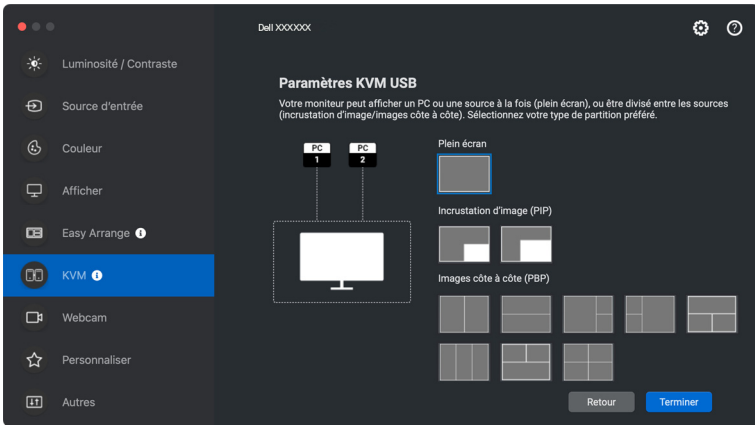 Dell XXXXXX
Luminosité / Contraste
Source d'entrée
Couleur
Afficher
Easy Arrange
KVM
Webcam
Personnaliser
Autres
Paramètres KVM USB
Votre moniteur peut afficher un PC ou une source à la fois (plein écran), ou être divisé entre les sources
(incrustation d'image/images côte à côte). Sélectionnez votre type de partition préféré.
PC PC
1 2
Plein écran
Incrustation d'image (PIP)
Images côte à côte (PBP)
Retour Terminer